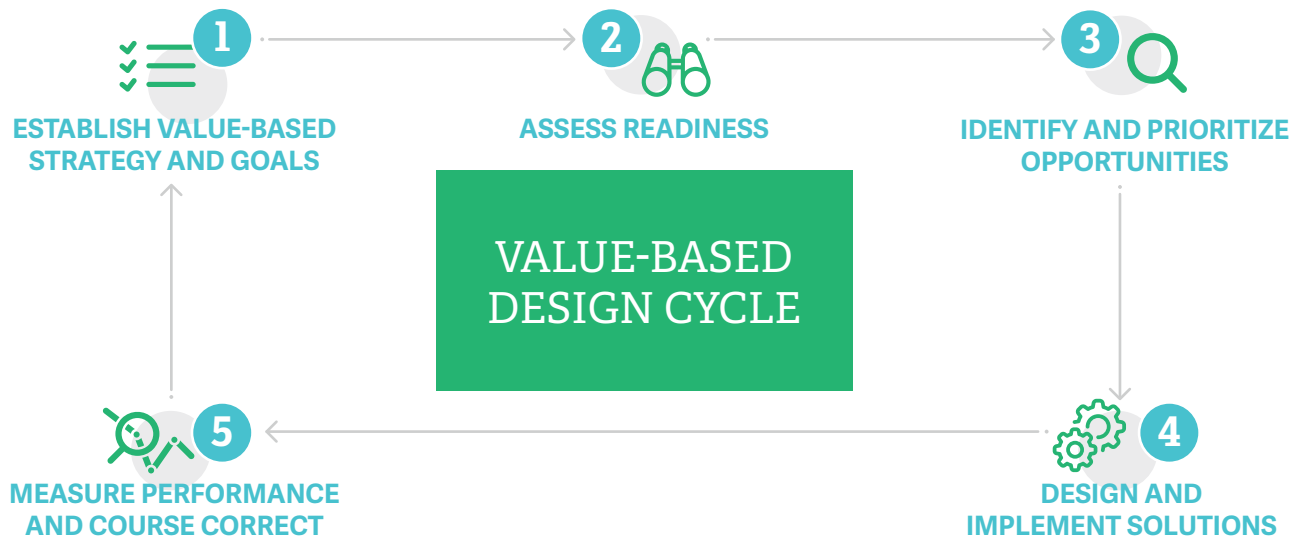 1
ESTABLISH VALUE-BASED
STRATEGY AND GOALS
2
ASSESS READINESS
3
IDENTIFY AND PRIORITIZE
OPPORTUNITIES
VALUE-BASED
DESIGN CYCLE
4
DESIGN AND
IMPLEMENT SOLUTIONS
5
MEASURE PERFORMANCE
AND COURSE CORRECT